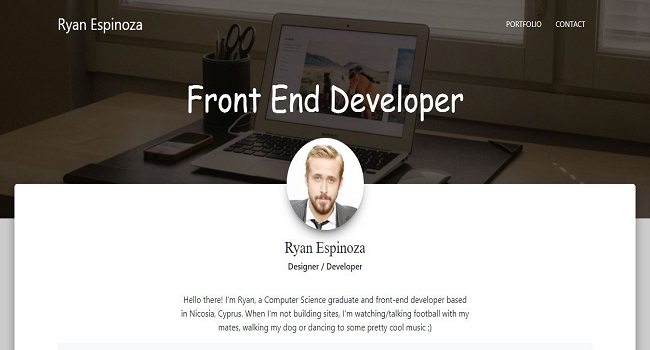 Ryan Espinoza
PORTFOLIO CONTACT
Front End Developer
Ryan Espinoza
Designer / Developer
Hello there! I'm Ryan, a Computer Science graduate and front-end developer based
in Nicosia, Cyprus. When I'm not building sites, I'm watching/talking football with my
mates, walking my dog or dancing to some pretty cool music ;)